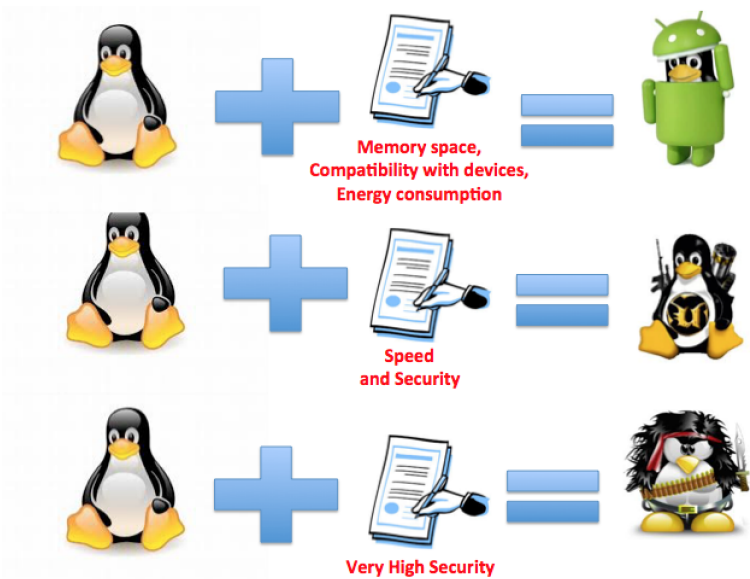 Memory space,
Compatibility with devices,
Energy consumption
U
Speed
and Security
Very High Security